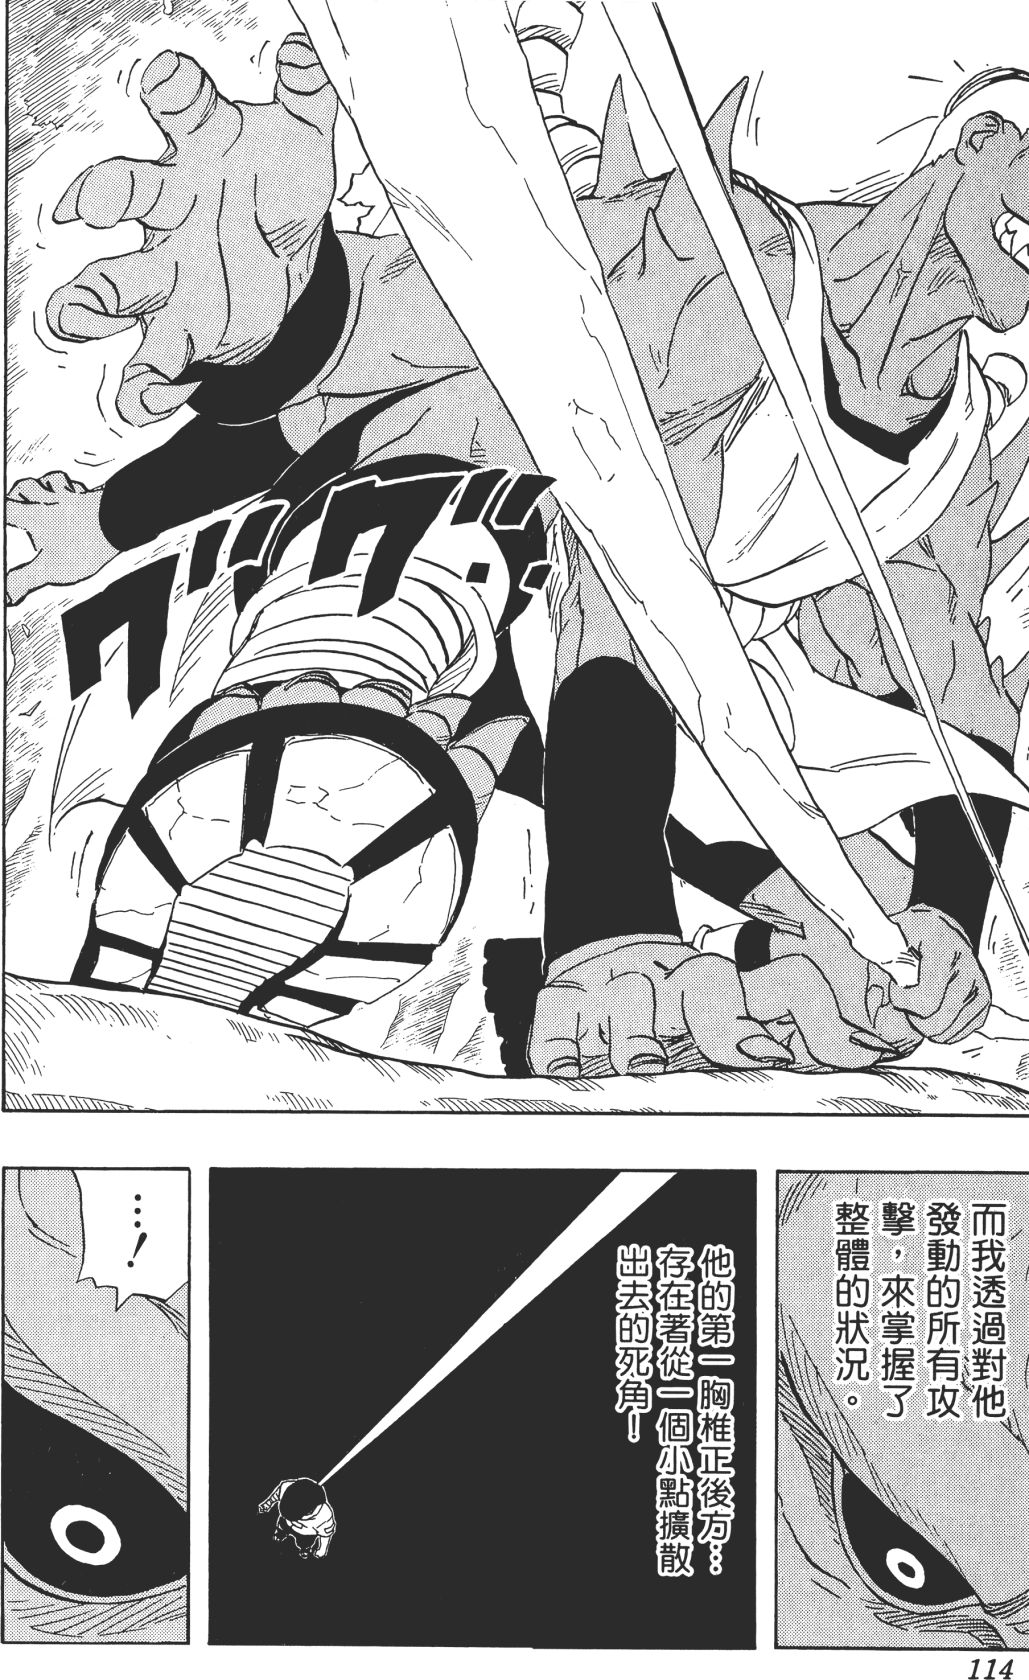 ググッ…
而我透過對他
發動的所有攻
擊，來掌握了
整體的狀況。
他的第一胸椎正後方…
存在著從一個小點擴散
出去的死角！
…！
114